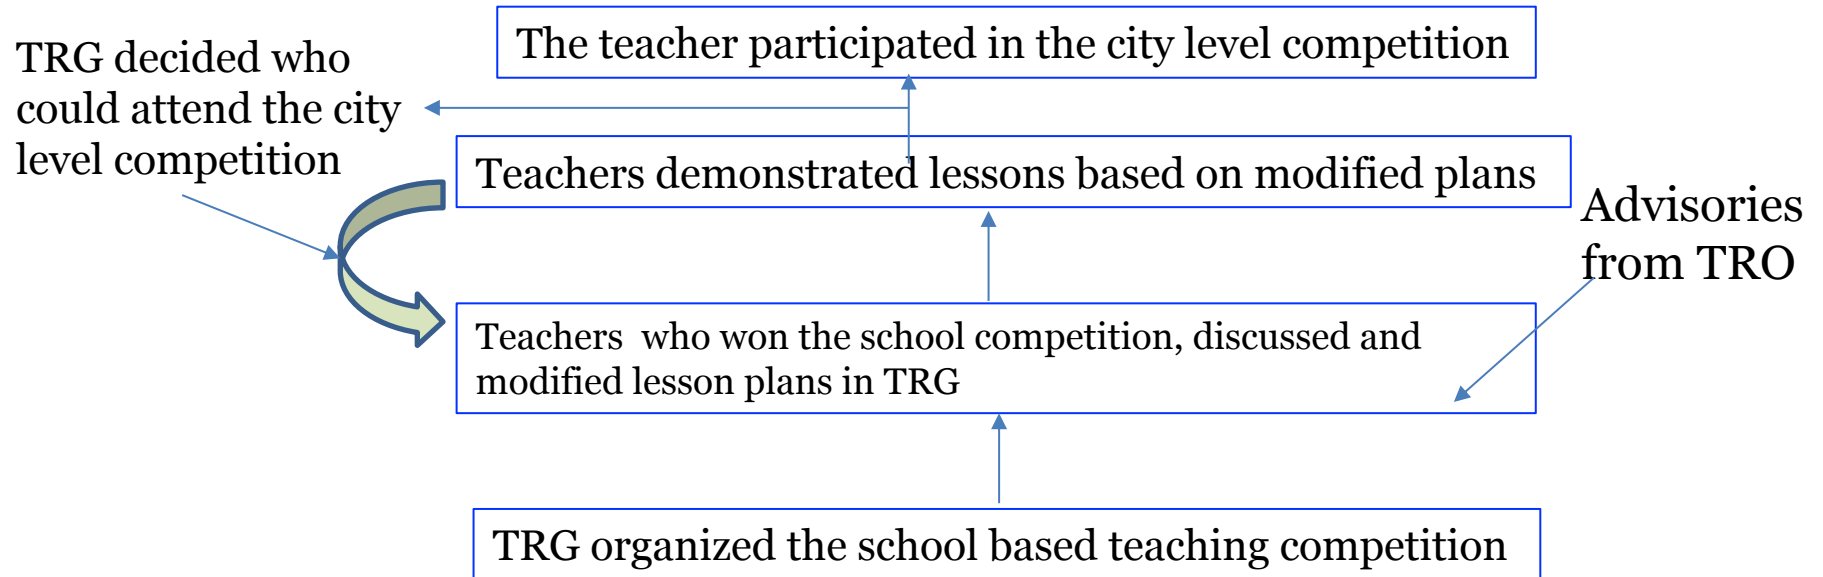 The teacher participated in the city level competition
TRG decided who
could attend the city
level competition
Teachers demonstrated lessons based on modified plans
Advisories
from TRO
Teachers who won the school competition, discussed and
modified lesson plans in TRG
TRG organized the school based teaching competition